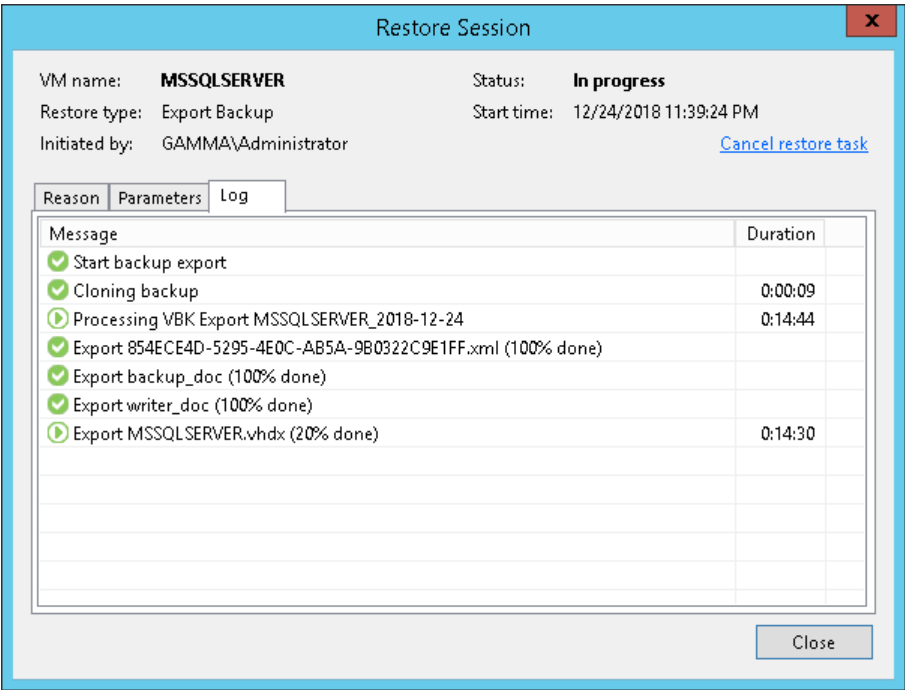 Restore Session
x
VM name: MSSQLSERVER Status: In progress
Restore type: Export Backup Start time: 12/24/2018 11:39:24 PM
Initiated by: GAMMA\Administrator Cancel restore task
Reason Parameters Log
Message Duration
Start backup export
Cloning backup 0:00:09
Processing VBK Export MSSQLSERVER_2018-12-24 0:14:44
Export 854ECE4D-5295-4E0C-AB5A-9B0322C9E1FF.xml (100% done)
Export backup_doc (100% done)
Export writer_doc (100% done)
Export MSSQLSERVER.vhdx (20% done) 0:14:30
Close